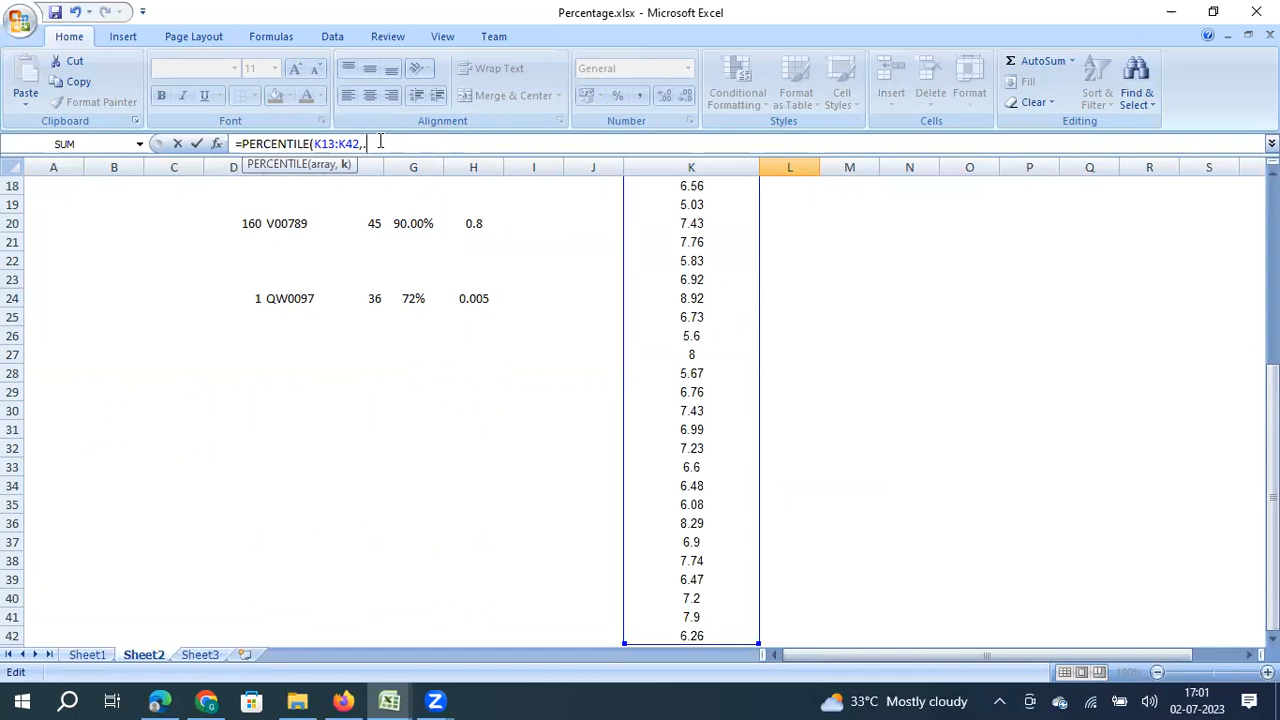 Percentage.xlsx - Microsoft Excel
Home Insert Page Layout Formulas Data Review View Team
Paste Cut Copy Format Painter Clipboard
11 B I U Font
Wrap Text Merge & Center Alignment
General % , Number
Conditional Formatting Format as Table Cell Styles Styles
Insert Delete Format Cells
Σ AutoSum Fill Clear Sort & Filter Find & Select Editing
SUM fx =PERCENTILE(K13:K42,.
PERCENTILE(array, k)
A B C D G H I J K L M N O P Q R S
18 6.56
19 5.03
20 160 V00789 45 90.00% 0.8 7.43
21 7.76
22 5.83
23 6.92
24 1 QW0097 36 72% 0.005 8.92
25 6.73
26 5.6
27 8
28 5.67
29 6.76
30 7.43
31 6.99
32 7.23
33 6.6
34 6.48
35 6.08
36 8.29
37 6.9
38 7.74
39 6.47
40 7.2
41 7.9
42 6.26
Sheet1 Sheet2 Sheet3
Edit 100%
33°C Mostly cloudy 17:01
02-07-2023